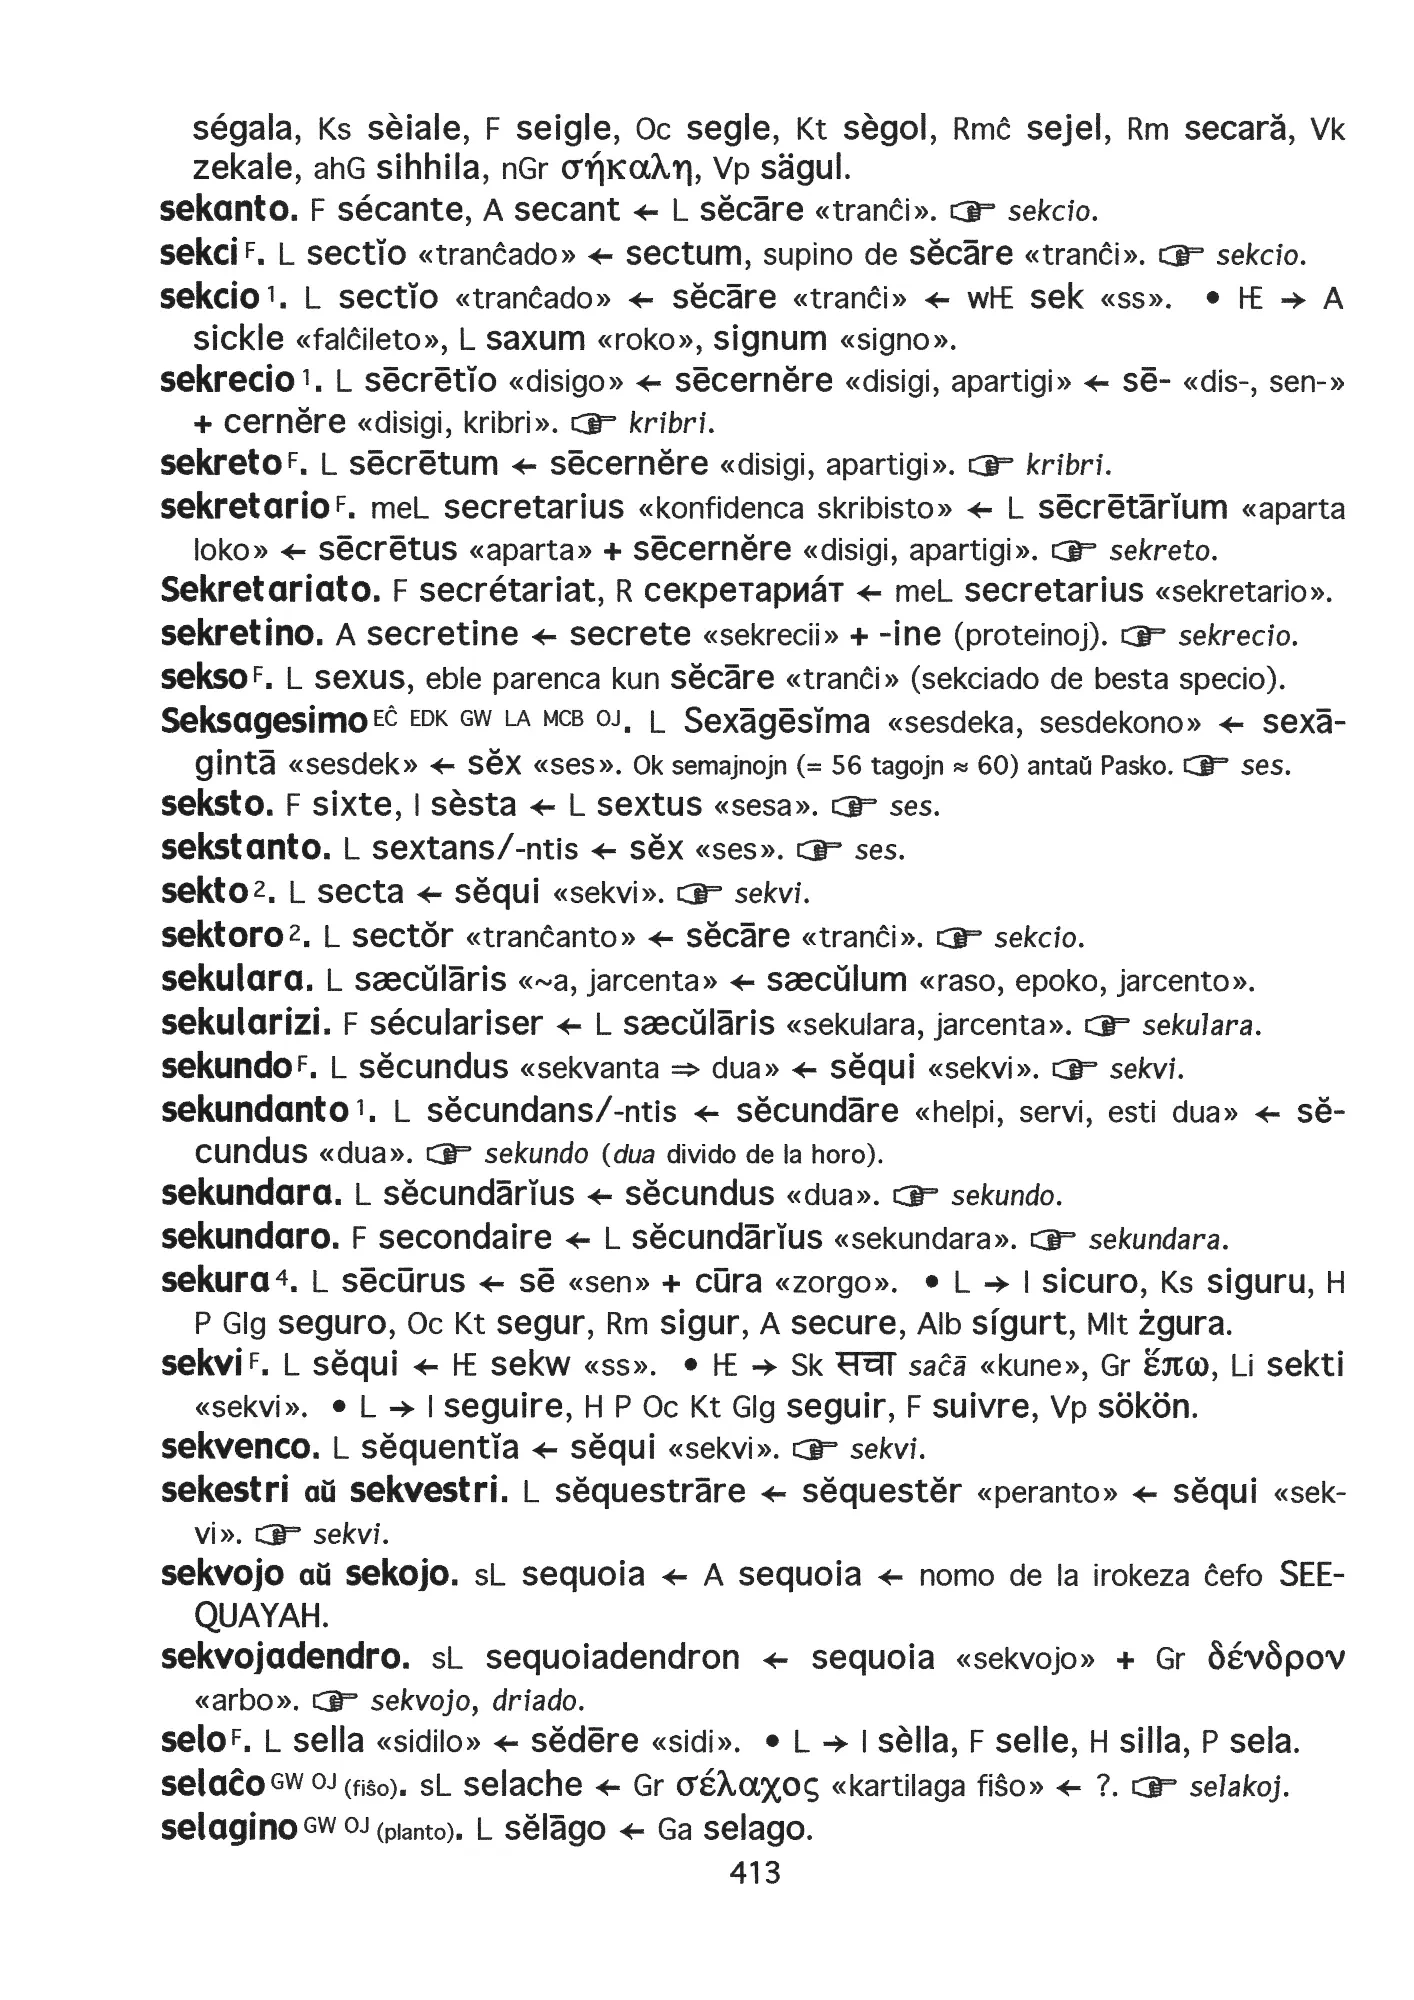 ségala, Ks sèiale, F seigle, Oc segle, Kt sègol, Rmĉ sejel, Rm secară, Vk
zekale, ahG sihhila, nGr σήκαλη, Vp sägul.
sekanto. F sécante, A secant ← L sĕcāre «tranĉi». ☞ sekcio.
sekci F. L sectĭo «tranĉado» ← sectum, supino de sĕcāre «tranĉi». ☞ sekcio.
sekcio 1. L sectĭo «tranĉado» ← sĕcāre «tranĉi» ← wHE sek «ss». • HE → A
sickle «falĉileto», L saxum «roko», signum «signo».
sekrecio 1. L sēcrētĭo «disigo» ← sēcernĕre «disigi, apartigi» ← sē- «dis-, sen-»
+ cernĕre «disigi, kribri». ☞ kribri.
sekreto F. L sēcrētum ← sēcernĕre «disigi, apartigi». ☞ kribri.
sekretario F. meL secretarius «konfidenca skribisto» ← L sēcrētārĭum «aparta
loko» ← sēcrētus «aparta» + sēcernĕre «disigi, apartigi». ☞ sekreto.
Sekretariato. F secrétariat, R секретариáт ← meL secretarius «sekretario».
sekretino. A secretine ← secrete «sekrecii» + -ine (proteinoj). ☞ sekrecio.
sekso F. L sexus, eble parenca kun sĕcāre «tranĉi» (sekciado de besta specio).
Seksagesimo EĈ EDK GW LA MCB OJ. L Sexāgēsĭma «sesdeka, sesdekono» ← sexā-
gintā «sesdek» ← sĕx «ses». Ok semajnojn (= 56 tagojn ≈ 60) antaŭ Pasko. ☞ ses.
seksto. F sixte, I sèsta ← L sextus «sesa». ☞ ses.
sekstanto. L sextans/-ntis ← sĕx «ses». ☞ ses.
sekto 2. L secta ← sĕqui «sekvi». ☞ sekvi.
sektoro 2. L sectŏr «tranĉanto» ← sĕcāre «tranĉi». ☞ sekcio.
sekulara. L sæcŭlāris «~a, jarcenta» ← sæcŭlum «raso, epoko, jarcento».
sekularizi. F séculariser ← L sæcŭlāris «sekulara, jarcenta». ☞ sekulara.
sekundo F. L sĕcundus «sekvanta ⇒ dua» ← sĕqui «sekvi». ☞ sekvi.
sekundanto 1. L sĕcundans/-ntis ← sĕcundāre «helpi, servi, esti dua» ← sĕ-
cundus «dua». ☞ sekundo (dua divido de la horo).
sekundara. L sĕcundārĭus ← sĕcundus «dua». ☞ sekundo.
sekundaro. F secondaire ← L sĕcundārĭus «sekundara». ☞ sekundara.
sekura 4. L sēcūrus ← sē «sen» + cūra «zorgo». • L → I sicuro, Ks siguru, H
P Glg seguro, Oc Kt segur, Rm sigur, A secure, Alb sígurt, Mlt żgura.
sekvi F. L sĕqui ← HE sekw «ss». • HE → Sk सचा saĉā «kune», Gr ἕπω, Li sekti
«sekvi». • L → I seguire, H P Oc Kt Glg seguir, F suivre, Vp sökön.
sekvenco. L sĕquentĭa ← sĕqui «sekvi». ☞ sekvi.
sekestri aŭ sekvestri. L sĕquestrāre ← sĕquestĕr «peranto» ← sĕqui «sek-
vi». ☞ sekvi.
sekvojo aŭ sekojo. sL sequoia ← A sequoia ← nomo de la irokeza ĉefo SEE-
QUAYAH.
sekvojadendro. sL sequoiadendron ← sequoia «sekvojo» + Gr δένδρον
«arbo». ☞ sekvojo, driado.
selo F. L sella «sidilo» ← sĕdēre «sidi». • L → I sèlla, F selle, H silla, P sela.
selaĉo GW OJ (fiŝo). sL selache ← Gr σέλαχος «kartilaga fiŝo» ← ?. ☞ selakoj.
selagino GW OJ (planto). L sĕlāgo ← Ga selago.
413